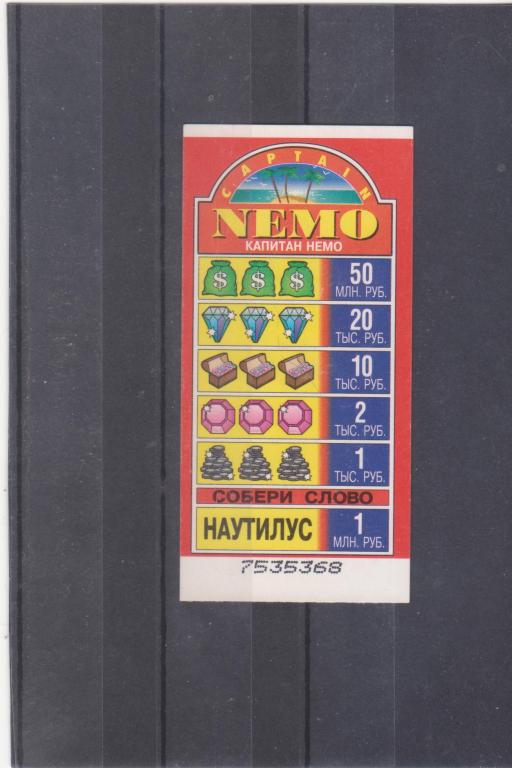 CAPTAIN
NEMO
КАПИТАН НЕМО
$ $ $ 50
МЛН. РУБ.
20
ТЫС. РУБ.
10
ТЫС. РУБ.
2
ТЫС. РУБ.
1
ТЫС. РУБ.
СОБЕРИ СЛОВО
НАУТИЛУС 1
МЛН. РУБ.
7535368